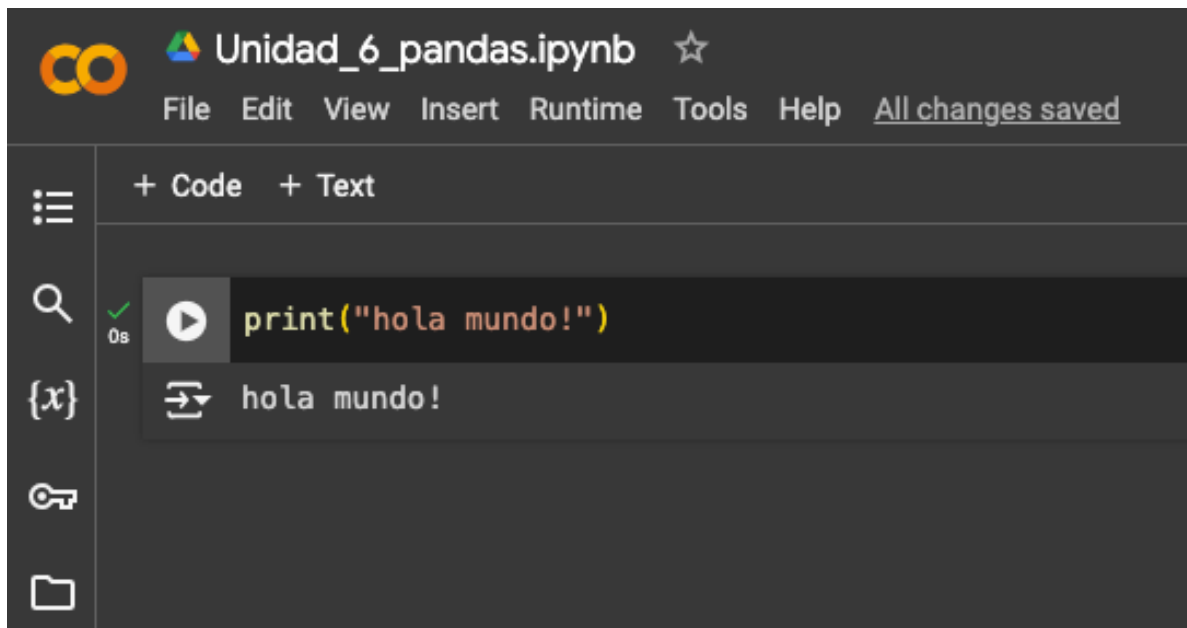 Unidad_6_pandas.ipynb
File Edit View Insert Runtime Tools Help All changes saved
+ Code + Text
0s
print("hola mundo!")
hola mundo!
{x}